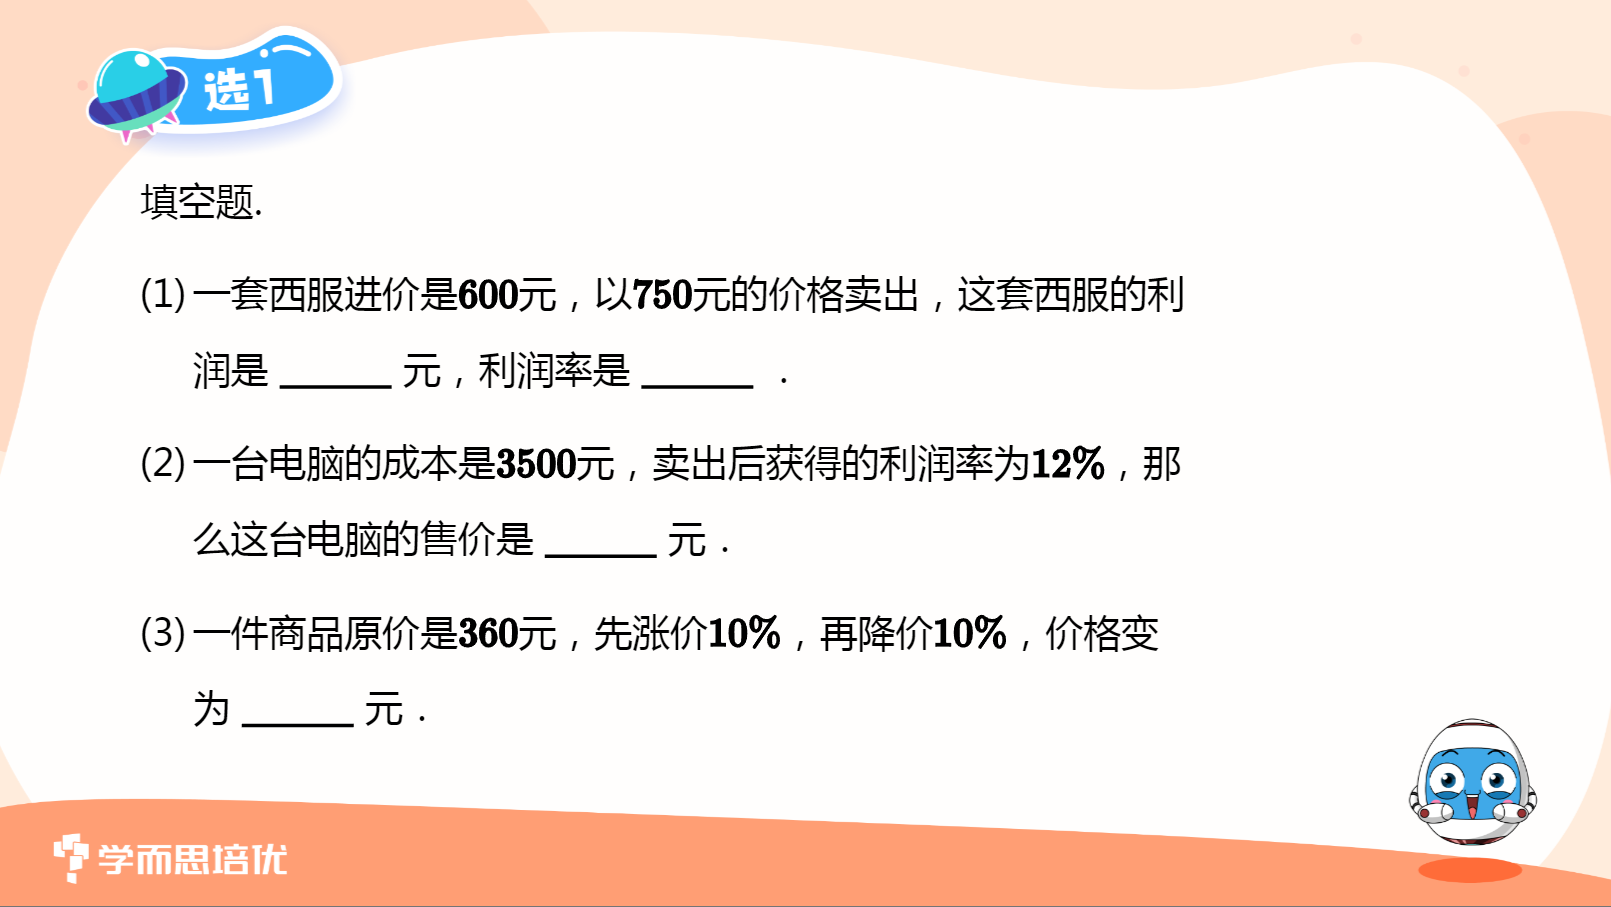 选1
填空题.
(1) 一套西服进价是600元，以750元的价格卖出，这套西服的利
润是 ______ 元，利润率是 ______ ．
(2) 一台电脑的成本是3500元，卖出后获得的利润率为12%，那
么这台电脑的售价是 ______ 元．
(3) 一件商品原价是360元，先涨价10%，再降价10%，价格变
为 ______ 元．
学而思培优